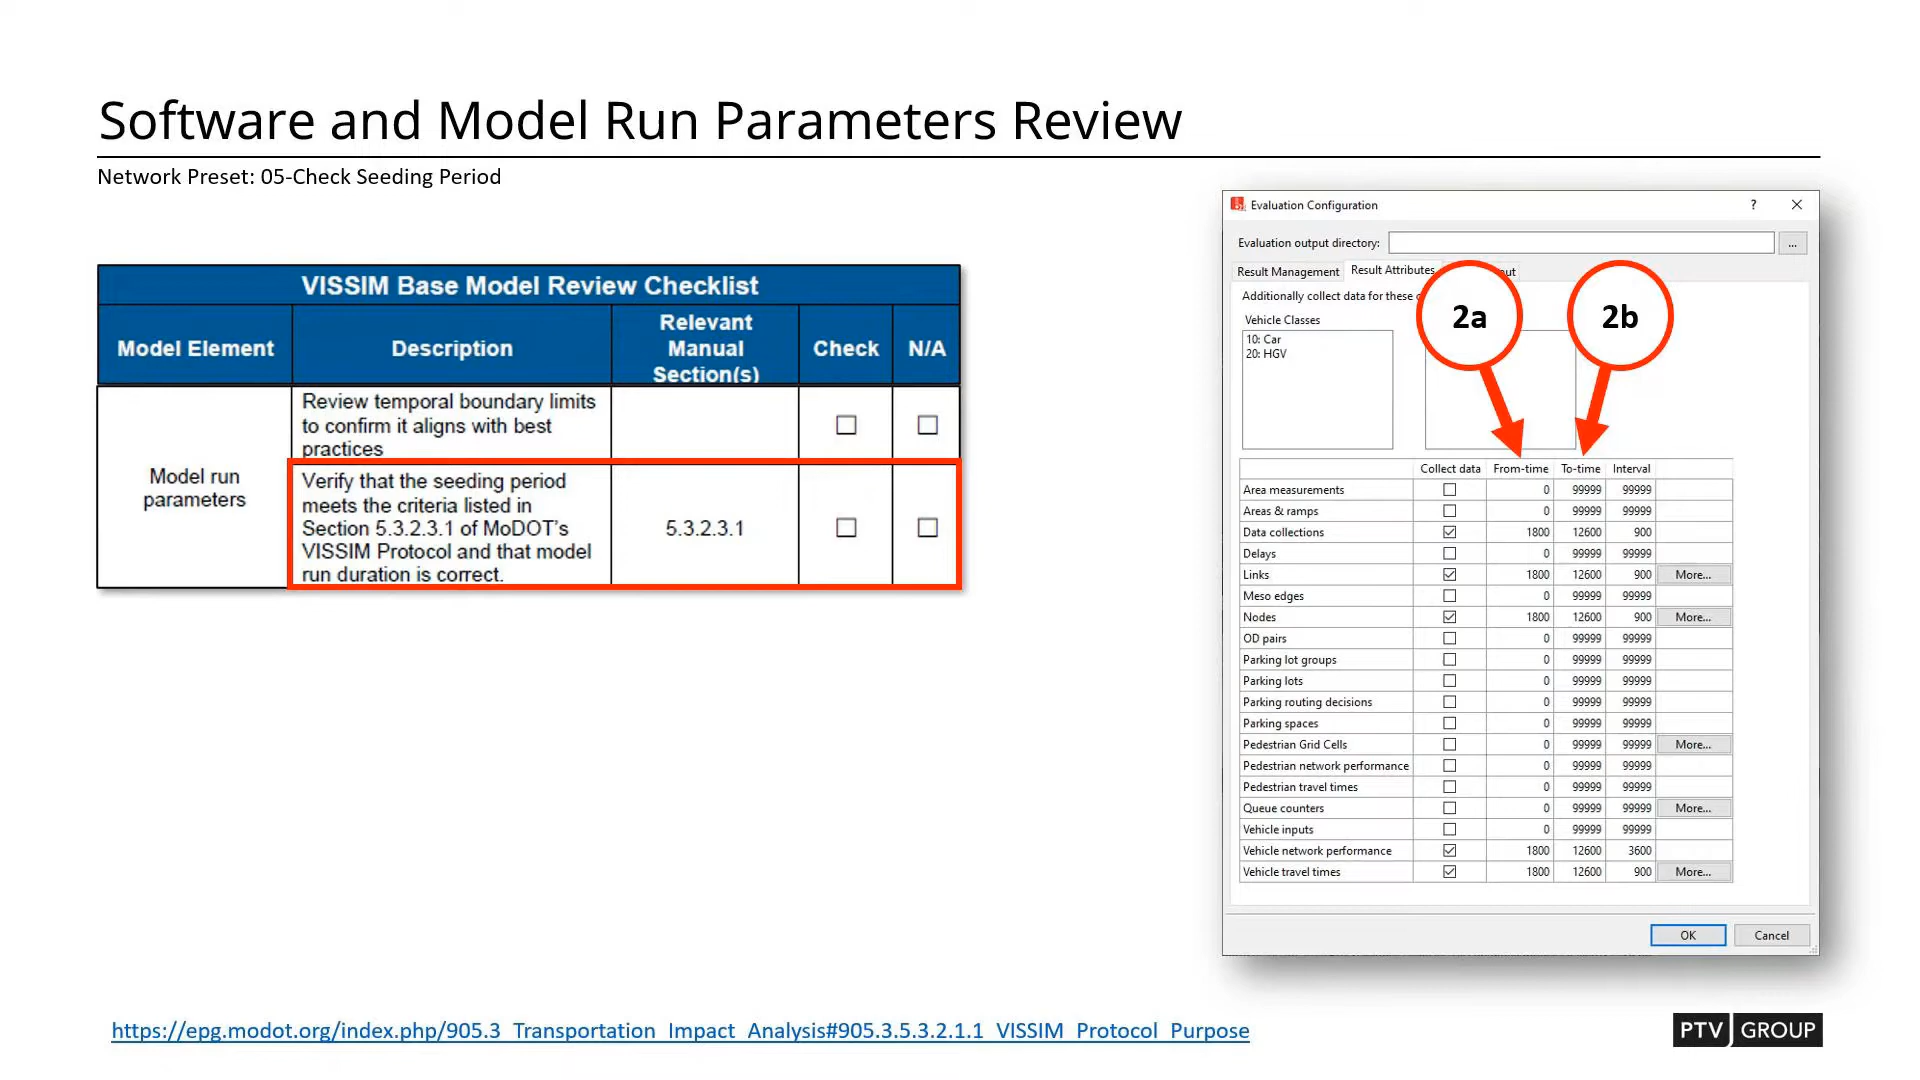 Software and Model Run Parameters Review
Network Preset: 05-Check Seeding Period
VISSIM Base Model Review Checklist
Model Element
Description
Relevant
Manual
Section(s)
Check
N/A
Model run
parameters
Review temporal boundary limits
to confirm it aligns with best
practices
Verify that the seeding period
meets the criteria listed in
Section 5.3.2.3.1 of MoDOT's
VISSIM Protocol and that model
run duration is correct.
5.3.2.3.1
Evaluation Configuration
?
Evaluation output directory:
...
Result Management
Result Attributes
Additionally collect data for these
Vehicle Classes
10: Car
20: HGV
2a
2b
Collect data From-time To-time Interval
Area measurements 0 99999 99999
Areas & ramps 0 99999 99999
Data collections 1800 12600 900
Delays 0 99999 99999
Links 1800 12600 900 More...
Meso edges 0 99999 99999
Nodes 1800 12600 900 More...
OD pairs 0 99999 99999
Parking lot groups 0 99999 99999
Parking lots 0 99999 99999
Parking routing decisions 0 99999 99999
Parking spaces 0 99999 99999
Pedestrian Grid Cells 0 99999 99999 More...
Pedestrian network performance 0 99999 99999
Pedestrian travel times 0 99999 99999
Queue counters 0 99999 99999 More...
Vehicle inputs 0 99999 99999
Vehicle network performance 1800 12600 3600
Vehicle travel times 1800 12600 900 More...
OK
Cancel
https://epg.modot.org/index.php/905.3_Transportation_Impact_Analysis#905.3.5.3.2.1.1_VISSIM_Protocol_Purpose
PTV GROUP